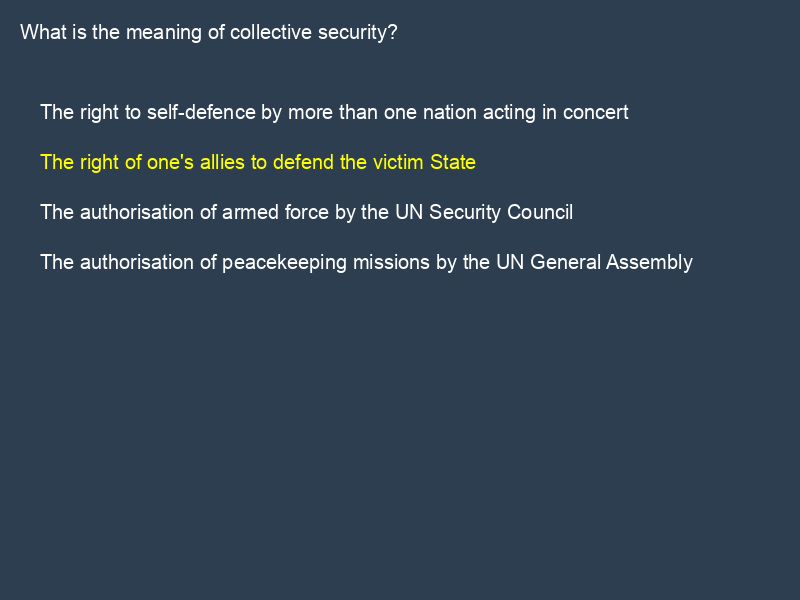 What is the meaning of collective security?
The right to self-defence by more than one nation acting in concert
The right of one's allies to defend the victim State
The authorisation of armed force by the UN Security Council
The authorisation of peacekeeping missions by the UN General Assembly